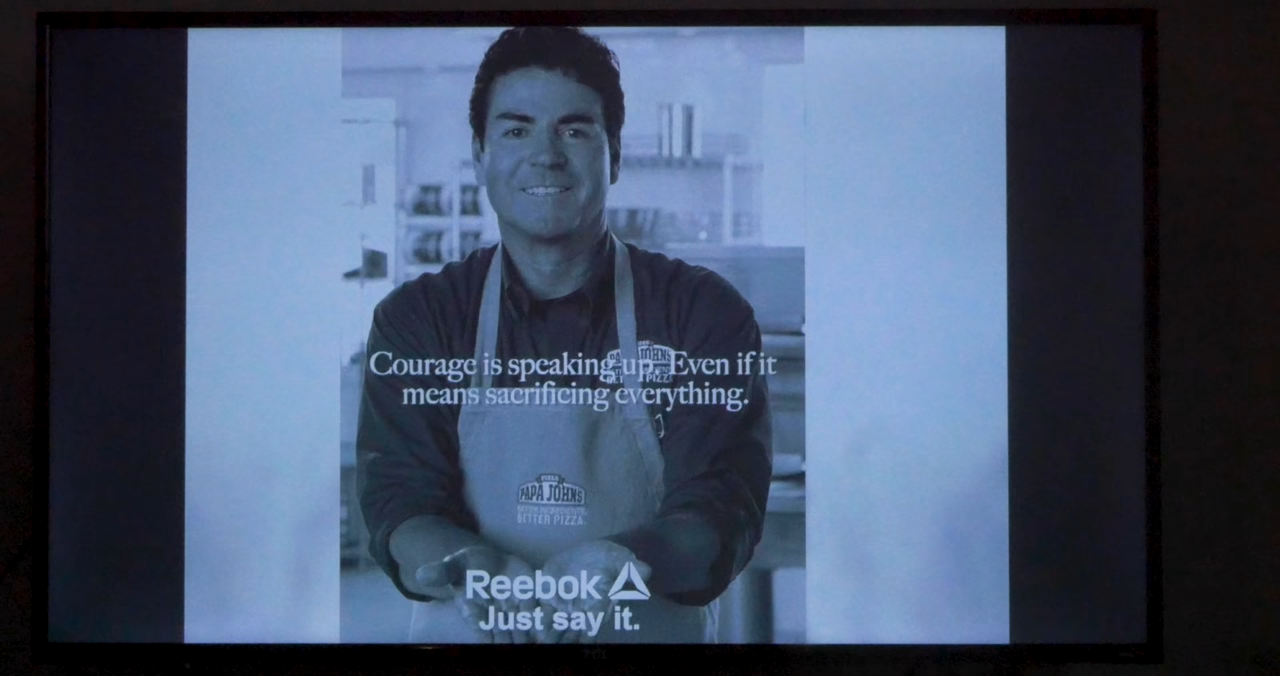 Courage is speaking up. Even if it
means sacrificing everything.
PIZZA
PAPA JOHNS
BETTER INGREDIENTS.
BETTER PIZZA.
Reebok
Just say it.